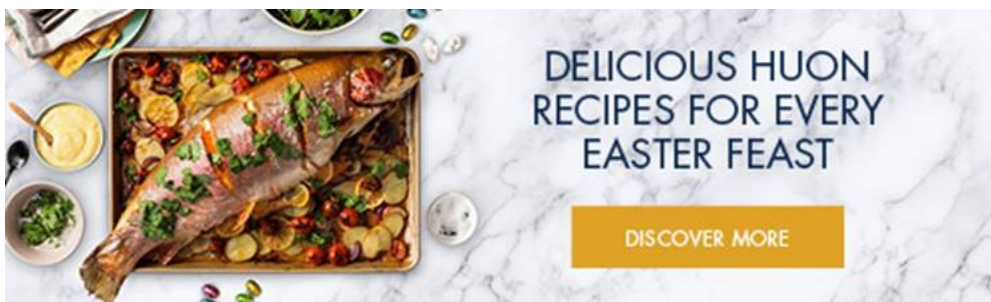 DELICIOUS HUON
RECIPES FOR EVERY
EASTER FEAST
DISCOVER MORE